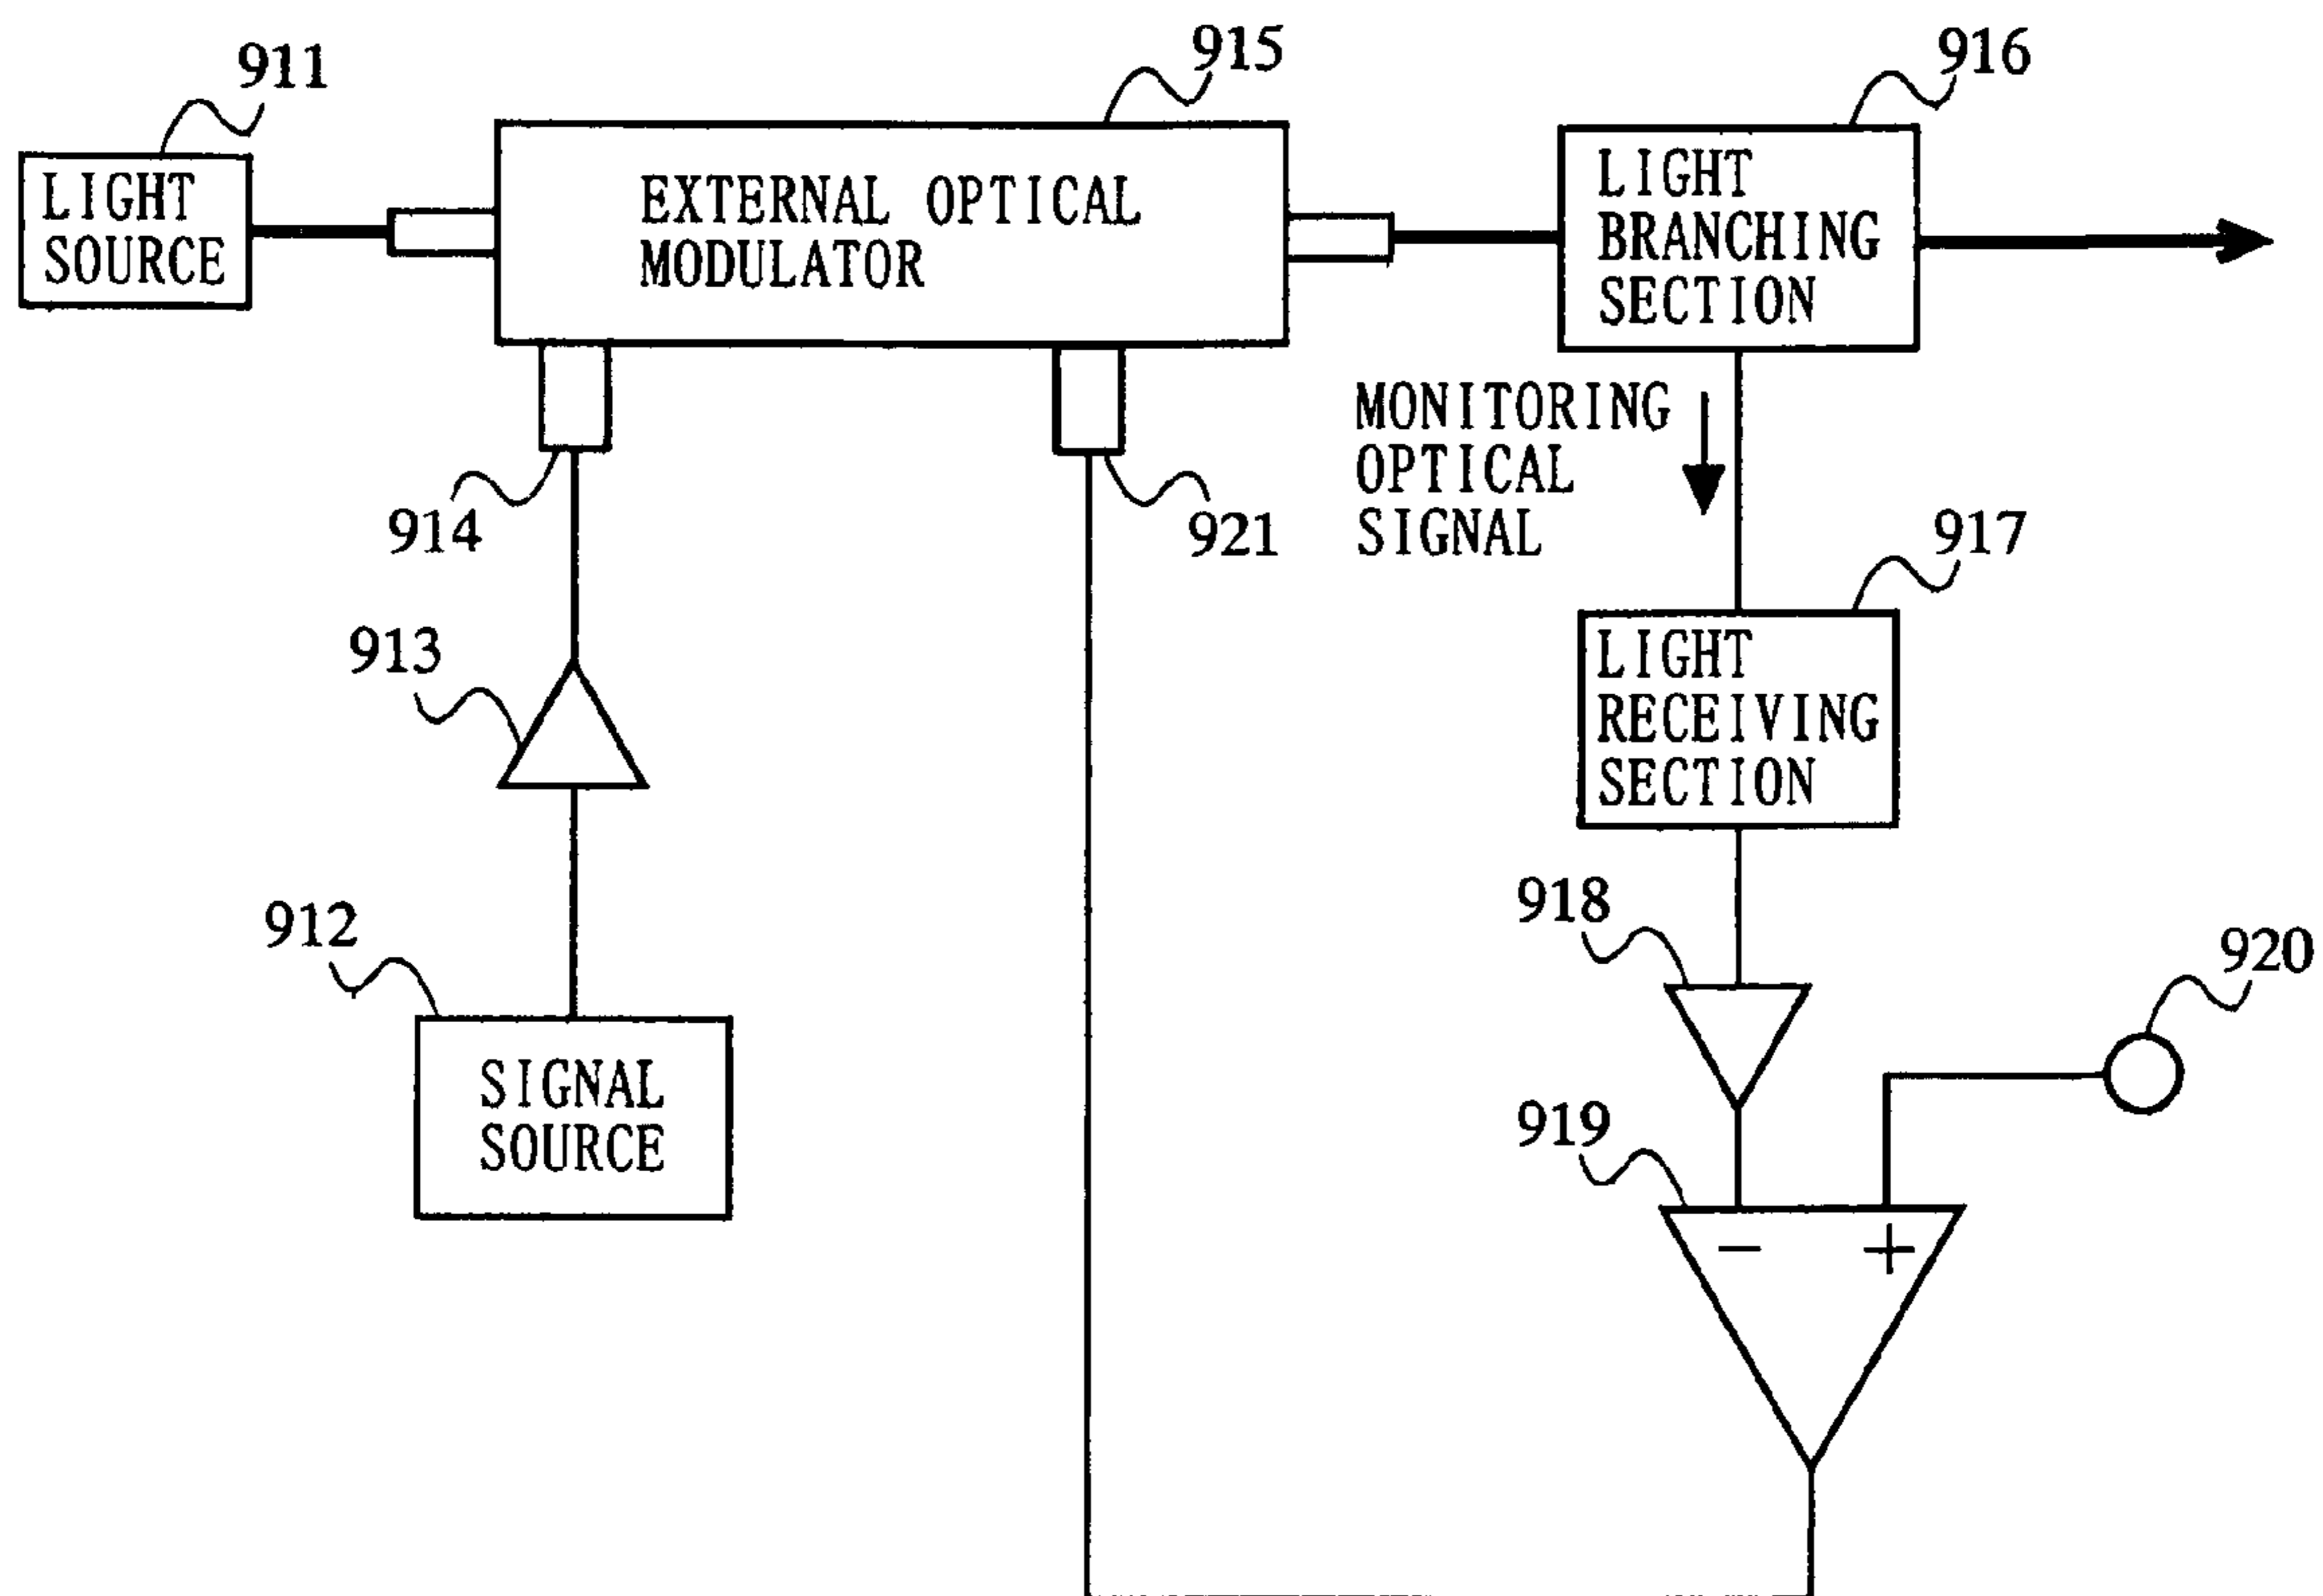 911
915
916
LIGHT
SOURCE
EXTERNAL OPTICAL
MODULATOR
LIGHT
BRANCHING
SECTION
914
921
MONITORING
OPTICAL
SIGNAL
917
913
LIGHT
RECEIVING
SECTION
912
918
920
SIGNAL
SOURCE
919
− +